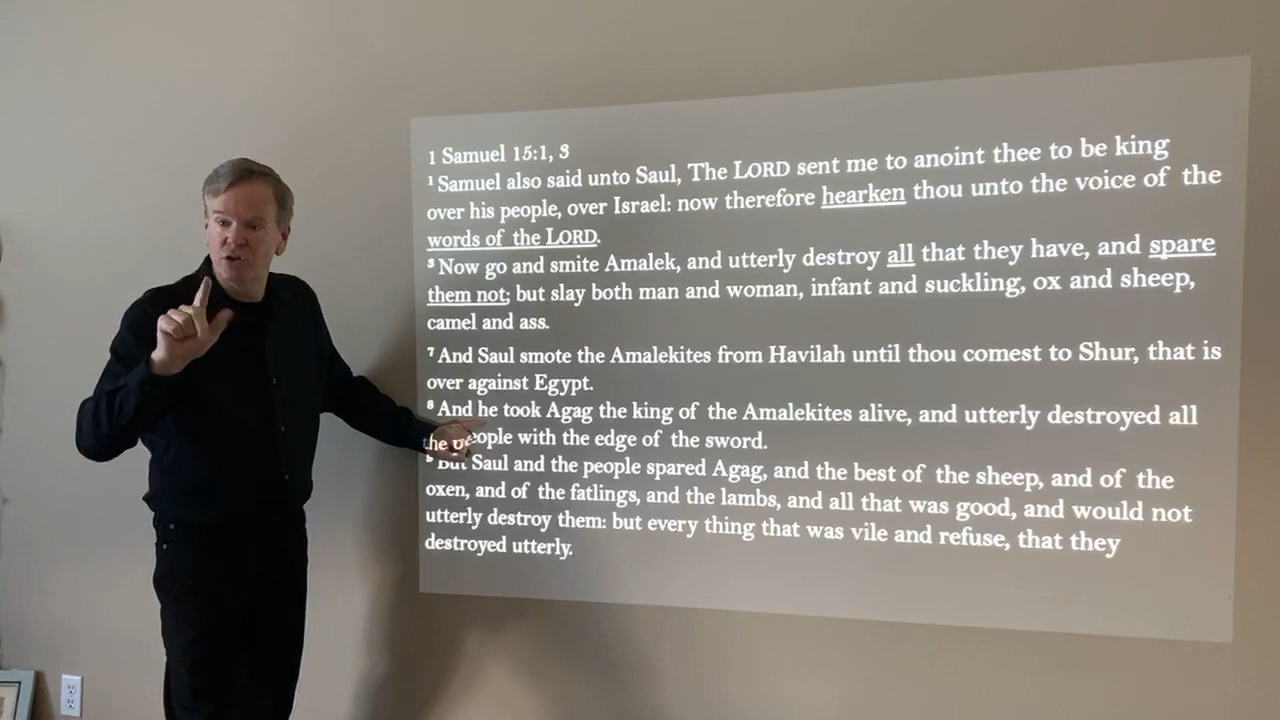 1 Samuel 15:1, 3
¹ Samuel also said unto Saul, The LORD sent me to anoint thee to be king
over his people, over Israel: now therefore hearken thou unto the voice of the
words of the LORD.
³ Now go and smite Amalek, and utterly destroy all that they have, and spare
them not; but slay both man and woman, infant and suckling, ox and sheep,
camel and ass.
⁷ And Saul smote the Amalekites from Havilah until thou comest to Shur, that is
over against Egypt.
⁸ And he took Agag the king of the Amalekites alive, and utterly destroyed all
the people with the edge of the sword.
⁹ But Saul and the people spared Agag, and the best of the sheep, and of the
oxen, and of the fatlings, and the lambs, and all that was good, and would not
utterly destroy them: but every thing that was vile and refuse, that they
destroyed utterly.